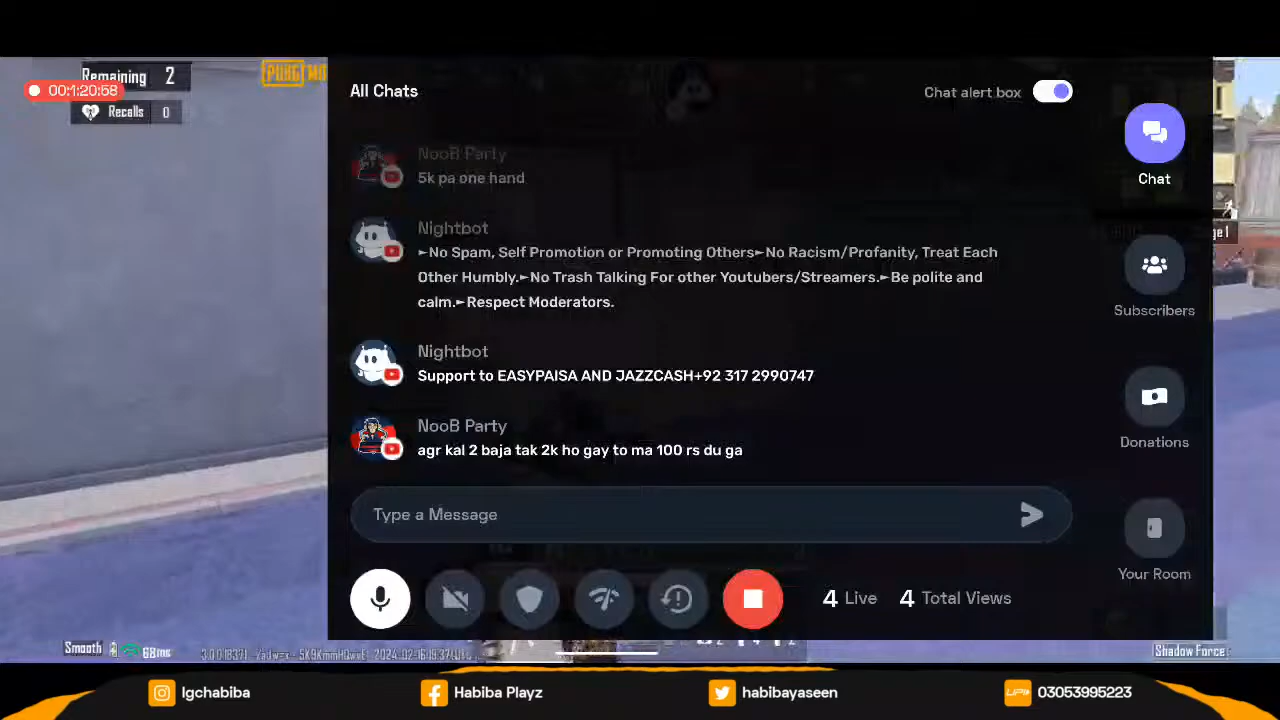 Remaining 2
PUBG MO
00:1:20:58
Recalls 0
All Chats
Chat alert box
NooB Party
5k pa one hand
Chat
Nightbot
►No Spam, Self Promotion or Promoting Others►No Racism/Profanity, Treat Each
Other Humbly.►No Trash Talking For other Youtubers/Streamers.►Be polite and
calm.►Respect Moderators.
Subscribers
Nightbot
Support to EASYPAISA AND JAZZCASH+92 317 2990747
NooB Party
agr kal 2 baja tak 2k ho gay to ma 100 rs du ga
Donations
Type a Message
Your Room
4 Live 4 Total Views
Smooth 68ms
Shadow Force
Igchabiba
Habiba Playz
habibayaseen
03053995223